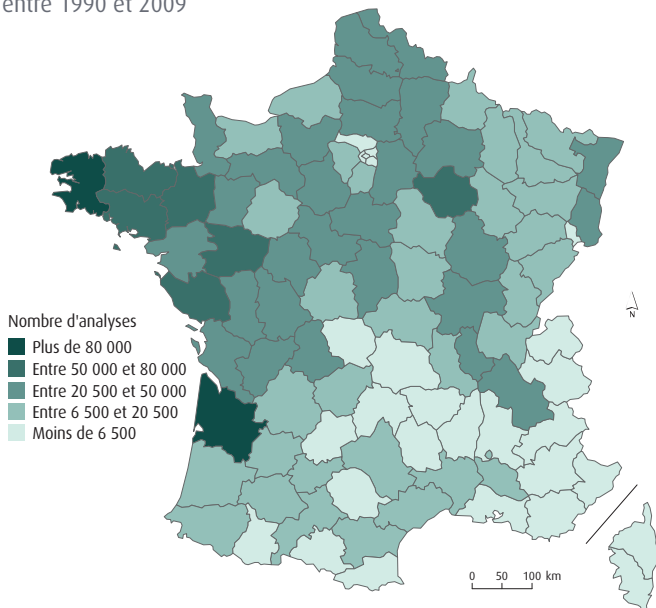 entre 1990 et 2009
N
Nombre d'analyses
Plus de 80 000
Entre 50 000 et 80 000
Entre 20 500 et 50 000
Entre 6 500 et 20 500
Moins de 6 500
0 50 100 km